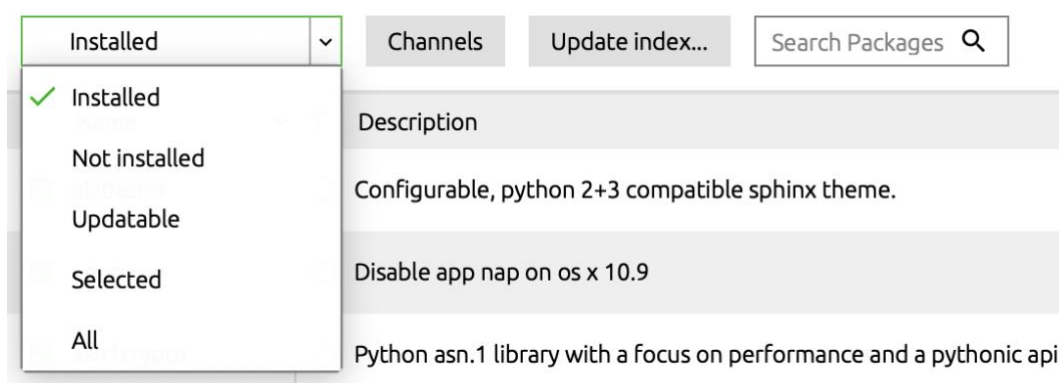 Installed
Channels
Update index...
Search Packages
Installed
Not installed
Updatable
Selected
All
Description
Configurable, python 2+3 compatible sphinx theme.
Disable app nap on os x 10.9
Python asn.1 library with a focus on performance and a pythonic api